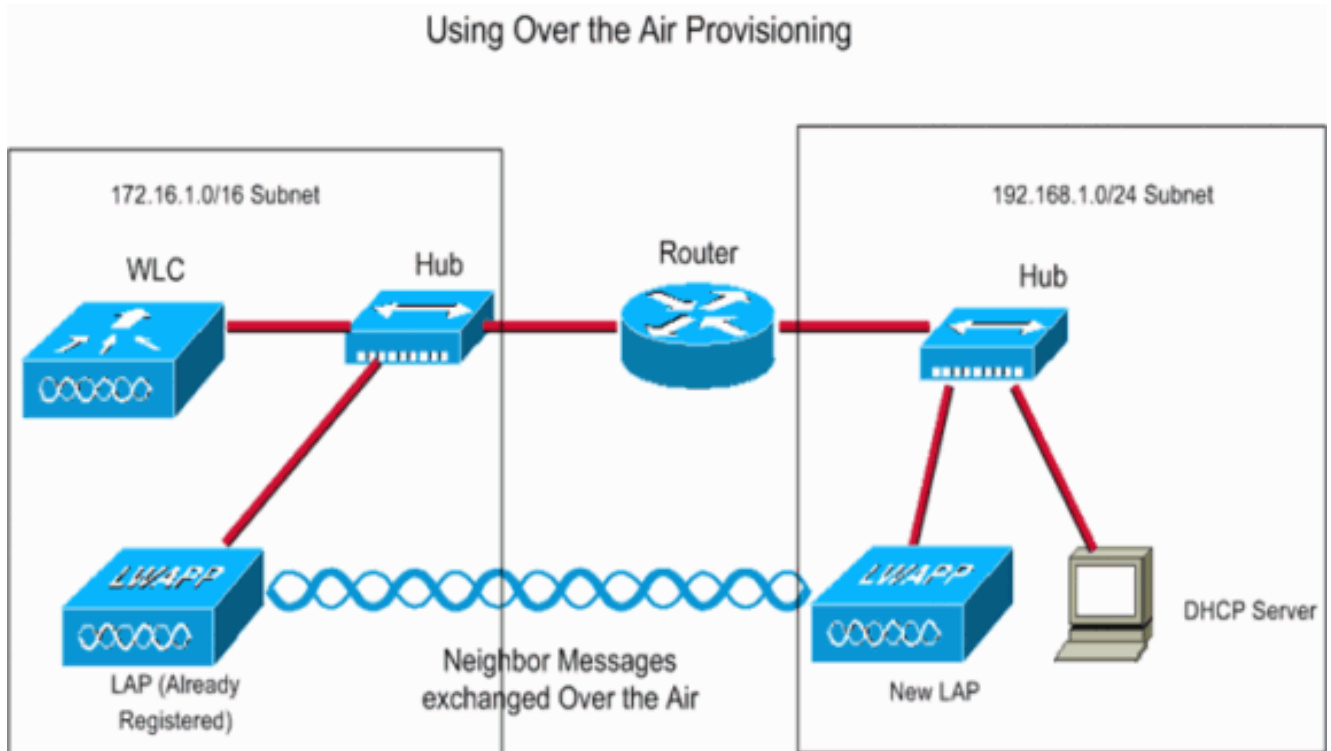 Using Over the Air Provisioning
172.16.1.0/16 Subnet
192.168.1.0/24 Subnet
WLC
Hub
Router
Hub
LWAPP
LWAPP
LAP (Already
Registered)
Neighbor Messages
exchanged Over the Air
New LAP
DHCP Server